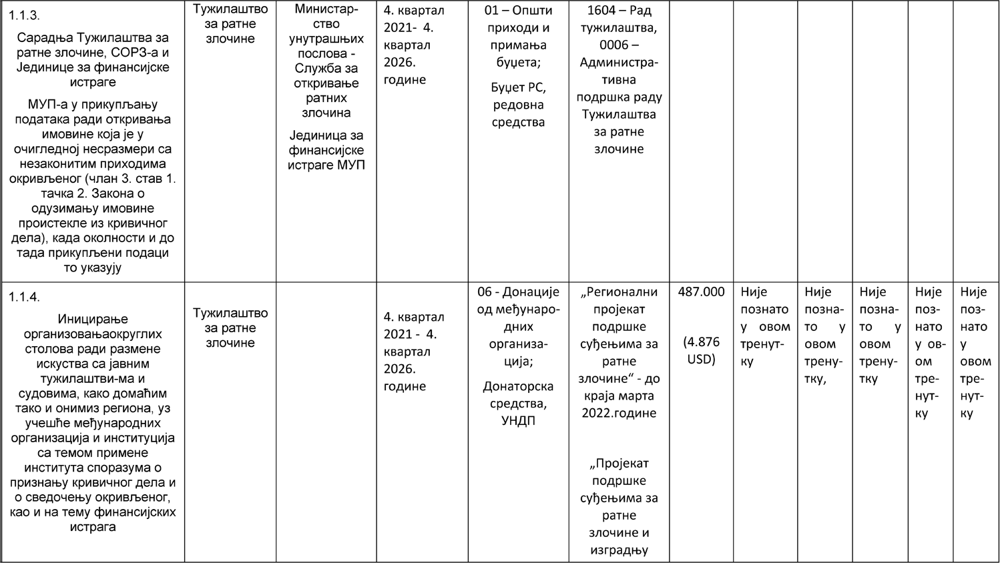 1.1.3.
Сарадња Тужилаштва за
ратне злочине, СОРЗ-а и
Јединице за финансијске
истраге
МУП-а у прикупљању
података ради откривања
имовине која је у
очигледној несразмери са
незаконитим приходима
окривљеног (члан 3. став 1.
тачка 2. Закона о
одузимању имовине
проистекле из кривичног
дела), када околности и до
тада прикупљени подаци
то указују
Тужилаштво
за ратне
злочине
Министар-
ство
унутрашњих
послова -
Служба за
откривање
ратних
злочина
Јединица за
финансијске
истраге МУП
4. квартал
2021- 4.
квартал
2026.
године
01 – Општи
приходи и
примања
буџета;
Буџет РС,
редовна
средства
1604 – Рад
тужилаштва,
0006 –
Администра-
тивна
подршка раду
Тужилаштва
за ратне
злочине
1.1.4.
Иницирање
организовањаокруглих
столова ради размене
искуства са јавним
тужилаштви-ма и
судовима, како домаћим
тако и онимиз региона, уз
учешће међународних
организација и институција
са темом примене
института споразума о
признању кривичног дела и
о сведочењу окривљеног,
као и на тему финансијских
истрага
Тужилаштво
за ратне
злочине
4. квартал
2021 - 4.
квартал
2026.
године
06 - Донације
од међунаро-
дних
организа-
ција;
Донаторска
средства,
УНДП
„Регионални
пројекат
подршке
суђењима за
ратне
злочине“ - до
краја марта
2022.године
„Пројекат
подршке
суђењима за
ратне
злочине и
изградњу
487.000
(4.876
USD)
Није
познато
у овом
тренут-
ку
Није
позна-
то у
овом
трену-
тку,
Није
позна-
то у
овом
трену-
тку
Није
поз-
нато
у ов-
ом
тре-
нут-
ку
Није
поз-
нато
у
овом
тре-
нут-
ку